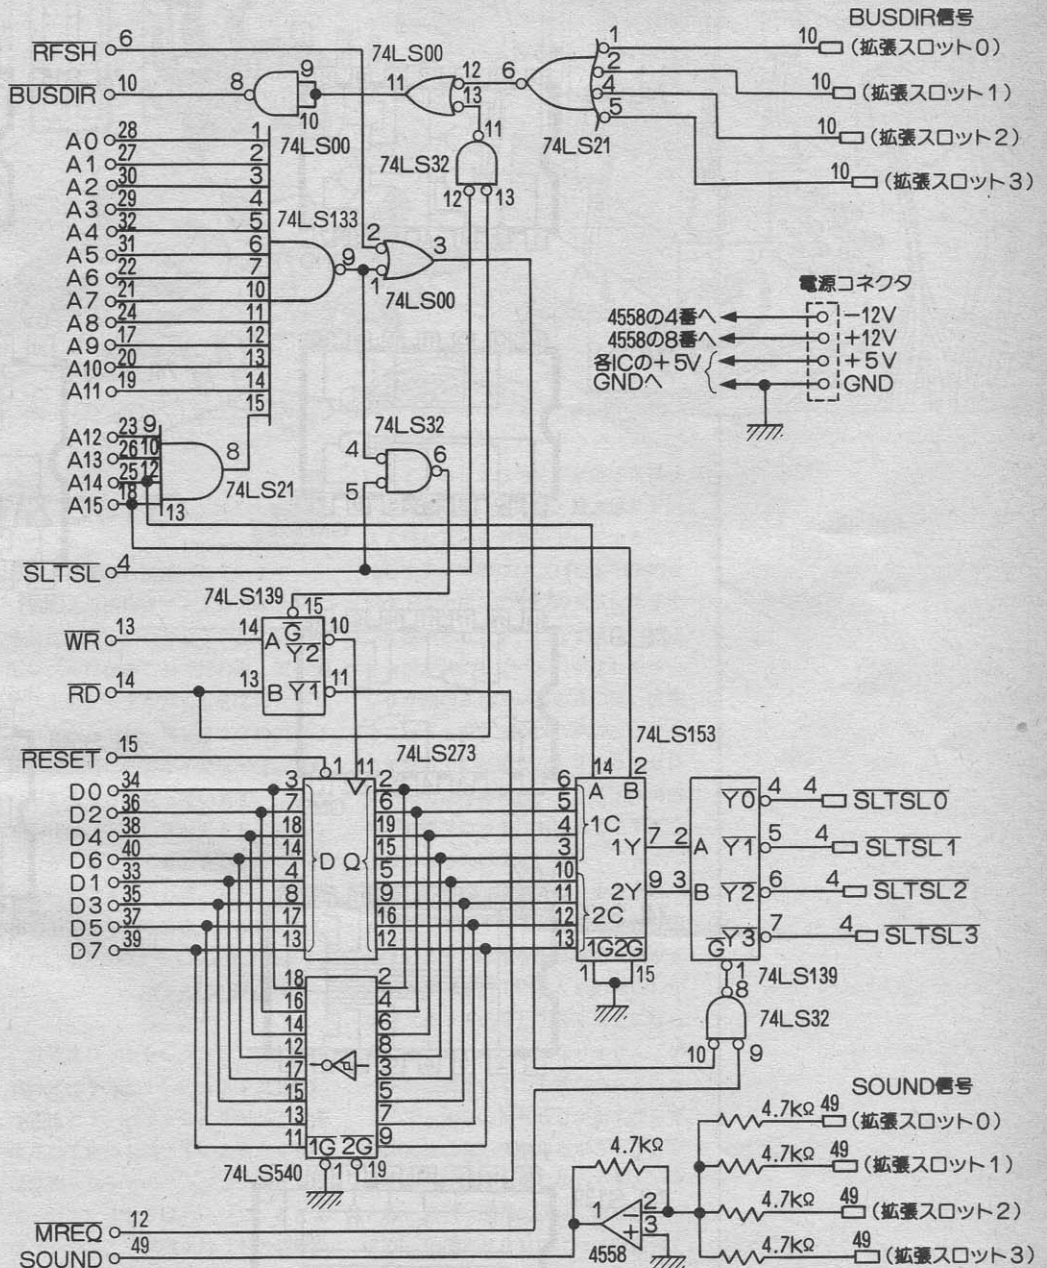 BUSDIR信号
RFSH 6
74LS00
1 10 (拡張スロット0)
BUSDIR 10
8 9 10
74LS00
11 12 13
6 2 4 5
74LS21
10 (拡張スロット1)
10 (拡張スロット2)
10 (拡張スロット3)
11
74LS32
12 13
A0 28 1
A1 27 2
A2 30 3
A3 29 4
A4 32 5
A5 31 6
A6 22 7
A7 21 10
A8 24 11
A9 17 12
A10 20 13
A11 19 14
15
74LS133
9
2 3
1
74LS00
電源コネクタ
4558の4番へ -12V
4558の8番へ +12V
各ICの+5V +5V
GNDへ GND
A12 23 9
A13 26 10
A14 25 12
A15 18 13
8
74LS21
74LS32
4 6
5
SLTSL 4
74LS139 15
WR 13 14 A G Y2 10
RD 14 13 B Y1 11
RESET 15
1 11
74LS273
74LS153
14 2
A B
D0 34 3 2 6
D2 36 7 6 5
D4 38 18 19 4
D6 40 14 15 3
D1 33 4 5 10
D3 35 8 9 11
D5 37 17 16 12
D7 39 13 12 13
D Q
1C
1Y 7 2 A
2Y 9 3 B
2C
1G 2G
1 15
Y0 4 4 SLTSL0
Y1 5 4 SLTSL1
Y2 6 4 SLTSL2
Y3 7 4 SLTSL3
G
1
74LS139
8
74LS32
10 9
18 2
16 4
14 6
12 8
17 3
15 5
13 7
11 9
1G 2G
74LS540 1 19
SOUND信号
4.7kΩ 49 (拡張スロット0)
4.7kΩ
4.7kΩ 49 (拡張スロット1)
4.7kΩ 49 (拡張スロット2)
4.7kΩ 49 (拡張スロット3)
1 2 3
- +
4558
MREQ 12
SOUND 49